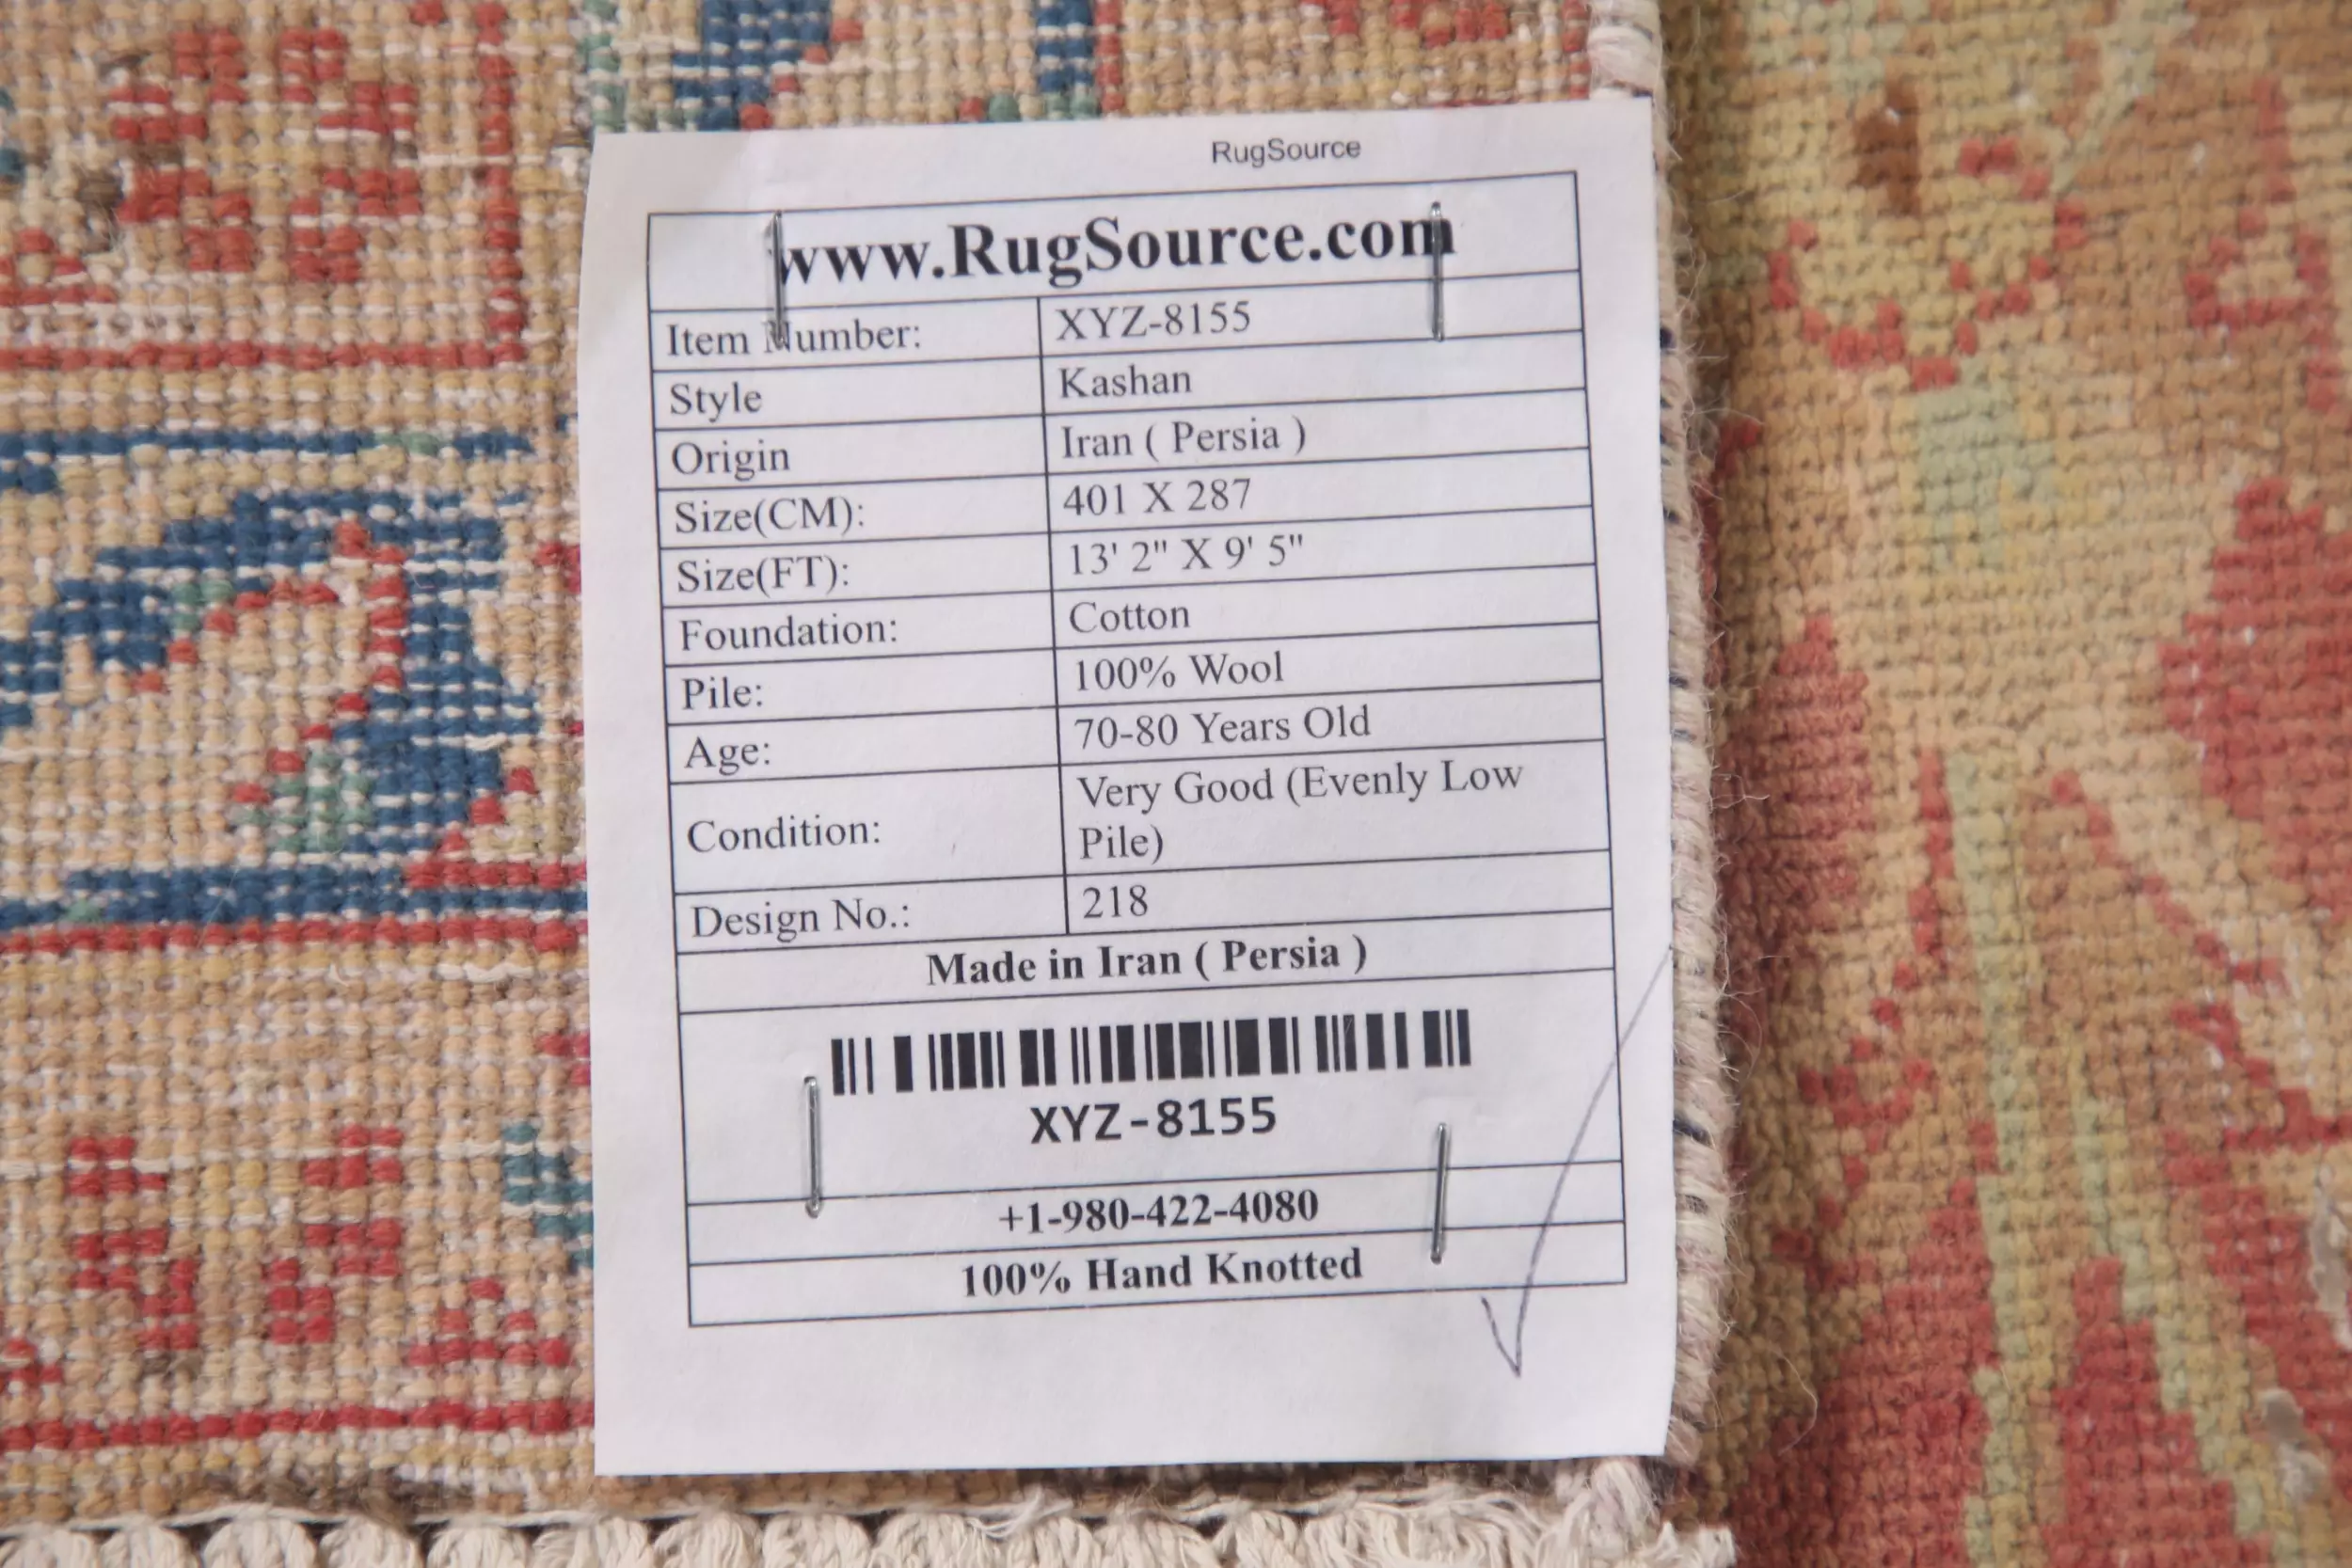 RugSource
www.RugSource.com
Item Number: XYZ-8155
Style Kashan
Origin Iran ( Persia )
Size(CM): 401 X 287
Size(FT): 13' 2" X 9' 5"
Foundation: Cotton
Pile: 100% Wool
Age: 70-80 Years Old
Condition: Very Good (Evenly Low
Pile)
Design No.: 218
Made in Iran ( Persia )
XYZ-8155
+1-980-422-4080
100% Hand Knotted